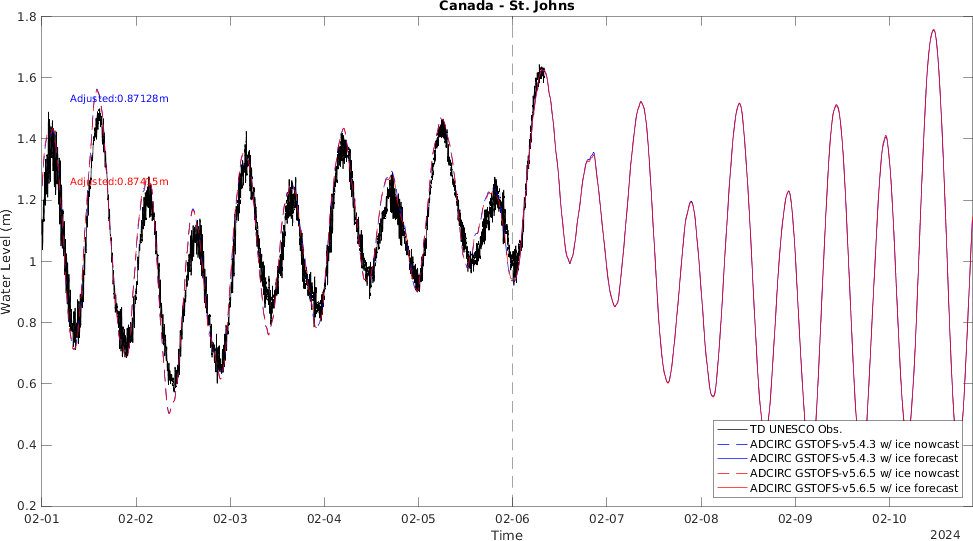 Canada - St. Johns
1.8
1.6
1.4
1.2
1
0.8
0.6
0.4
0.2
Water Level (m)
Adjusted:0.87128m
Adjusted:0.87415m
TD UNESCO Obs.
ADCIRC GSTOFS-v5.4.3 w/ ice nowcast
ADCIRC GSTOFS-v5.4.3 w/ ice forecast
ADCIRC GSTOFS-v5.6.5 w/ ice nowcast
ADCIRC GSTOFS-v5.6.5 w/ ice forecast
02-01 02-02 02-03 02-04 02-05 02-06 02-07 02-08 02-09 02-10
Time
2024